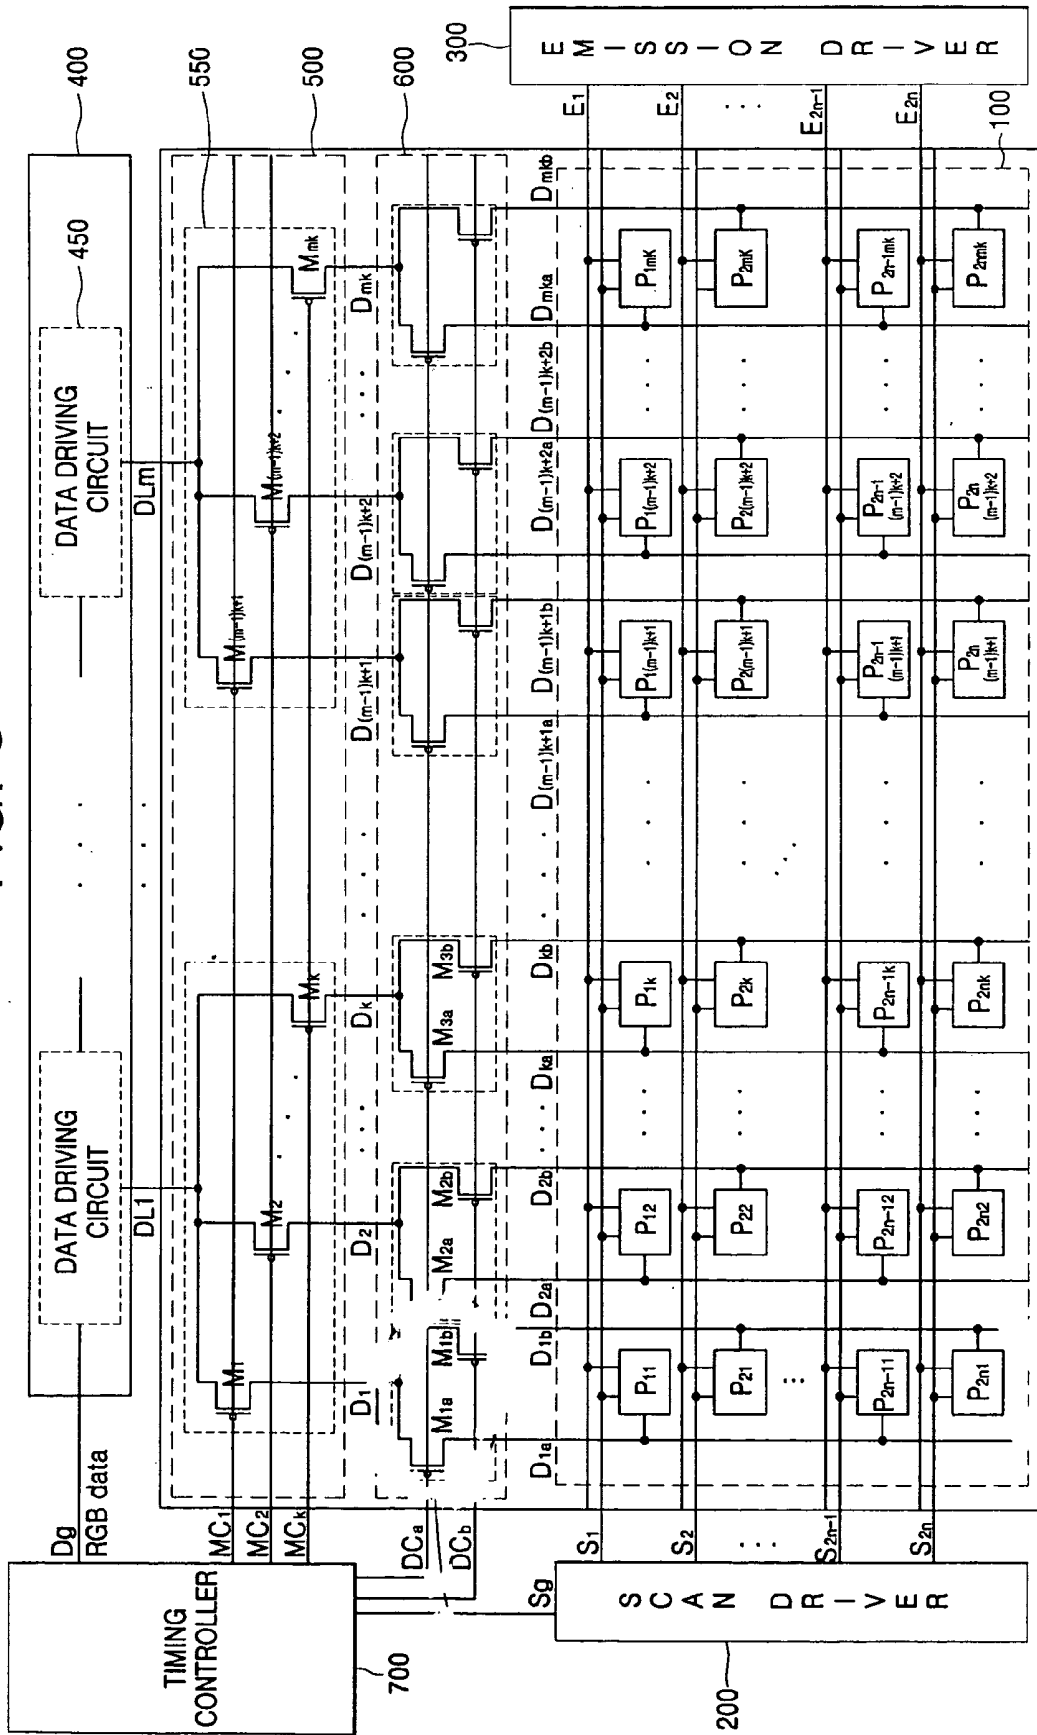 400
DATA DRIVING
CIRCUIT
DATA DRIVING
CIRCUIT
450
550
500
600
300
100
Dg
RGB data
DL1
DLm
TIMING
CONTROLLER
700
MC1
MC2
MCk
M1
M2
Mk
M(m-1)k+1
M(m-1)k+2
Mmk
D1
D2
Dk
D(m-1)k+1
D(m-1)k+2
Dmk
DCa
DCb
M1a
M1b
M2a
M2b
M3a
M3b
D1a
D1b
D2a
D2b
Dka
Dkb
D(m-1)k+1a
D(m-1)k+1b
D(m-1)k+2a
D(m-1)k+2b
Dmka
Dmkb
Sg
SCAN DRIVER
200
EMISSION DRIVER
S1
P11
P12
P1k
P1(m-1)k+1
P1(m-1)k+2
P1mK
E1
S2
P21
P22
P2k
P2(m-1)k+1
P2(m-1)k+2
P2mK
E2
S2n-1
P2n-11
P2n-12
P2n-1k
P2n-1
(m-1)k+1
P2n-1
(m-1)k+2
P2n-1mK
E2n-1
S2n
P2n1
P2n2
P2nk
P2n
(m-1)k+1
P2n
(m-1)k+2
P2nmk
E2n